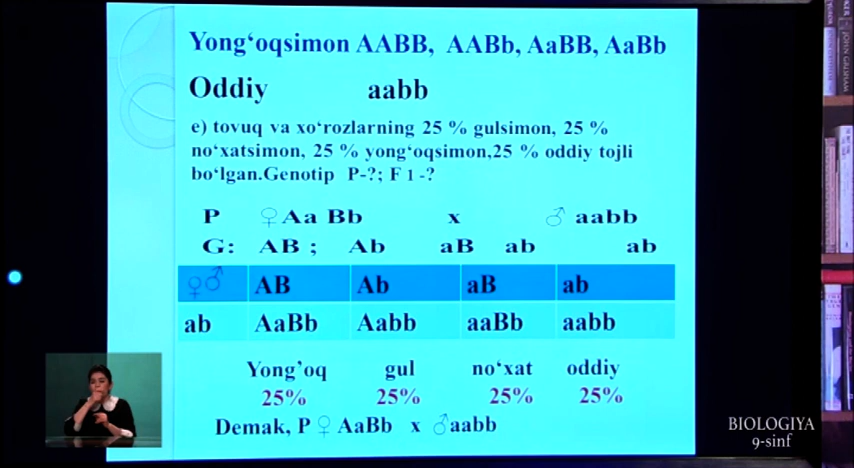 Yong‘oqsimon AABB, AABb, AaBB, AaBb
Oddiy aabb
e) tovuq va xo‘rozlarning 25 % gulsimon, 25 %
no‘xatsimon, 25 % yong‘oqsimon,25 % oddiy tojli
bo‘lgan.Genotip P-?; F 1 -?
P ♀Aa Bb x ♂ aabb
G: AB ; Ab aB ab ab
♀♂ AB Ab aB ab
ab AaBb Aabb aaBb aabb
Yong’oq gul no‘xat oddiy
25% 25% 25% 25%
Demak, P ♀ AaBb x ♂aabb
BIOLOGIYA
9-sinf
JOHN GRISHAM